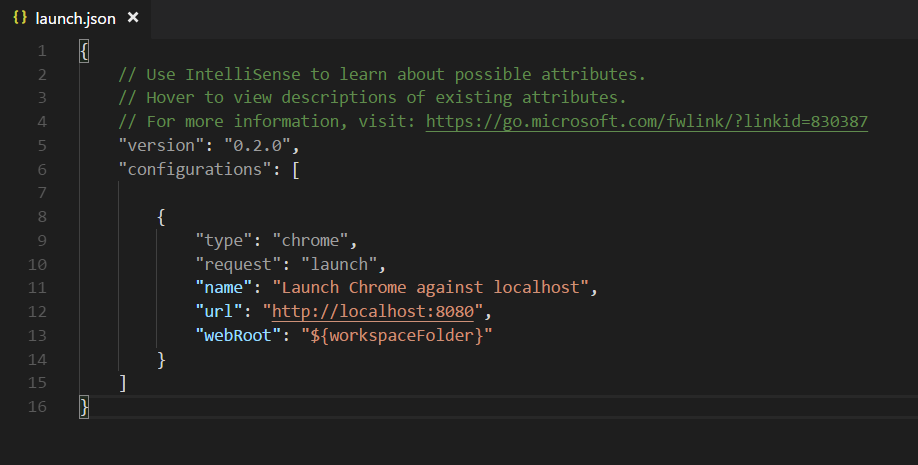 {} launch.json ×
1 {
2 // Use IntelliSense to learn about possible attributes.
3 // Hover to view descriptions of existing attributes.
4 // For more information, visit: https://go.microsoft.com/fwlink/?linkid=830387
5 "version": "0.2.0",
6 "configurations": [
7
8 {
9 "type": "chrome",
10 "request": "launch",
11 "name": "Launch Chrome against localhost",
12 "url": "http://localhost:8080",
13 "webRoot": "${workspaceFolder}"
14 }
15 ]
16 }